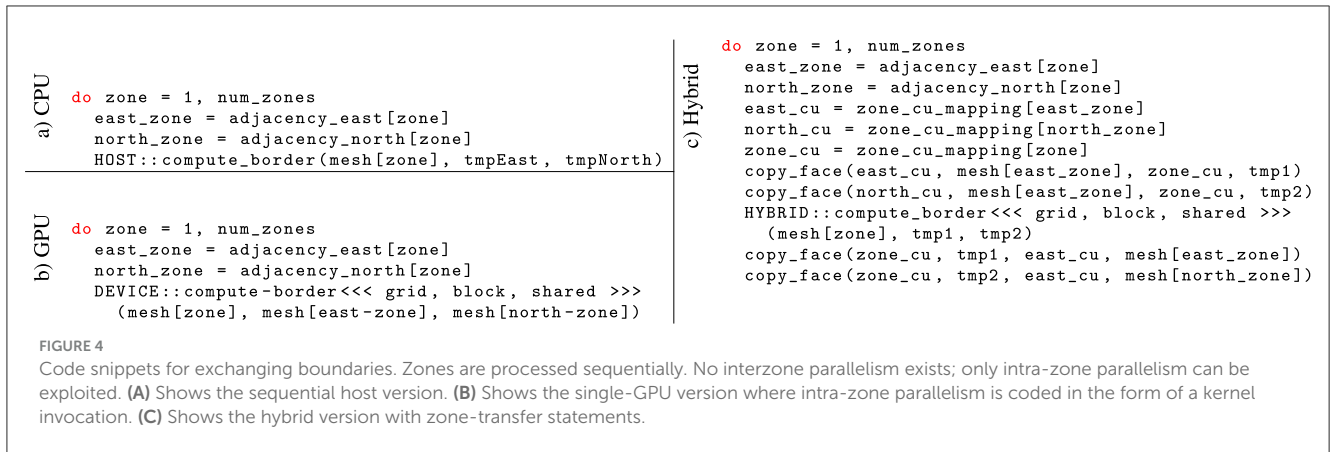 a) CPU
do zone = 1, num_zones
east_zone = adjacency_east[zone]
north_zone = adjacency_north[zone]
HOST::compute_border(mesh[zone], tmpEast, tmpNorth)
b) GPU
do zone = 1, num_zones
east_zone = adjacency_east[zone]
north_zone = adjacency_north[zone]
DEVICE::compute-border<<< grid, block, shared >>>
(mesh[zone], mesh[east-zone], mesh[north-zone])
c) Hybrid
do zone = 1, num_zones
east_zone = adjacency_east[zone]
north_zone = adjacency_north[zone]
east_cu = zone_cu_mapping[east_zone]
north_cu = zone_cu_mapping[north_zone]
zone_cu = zone_cu_mapping[zone]
copy_face(east_cu, mesh[east_zone], zone_cu, tmp1)
copy_face(north_cu, mesh[east_zone], zone_cu, tmp2)
HYBRID::compute_border<<< grid, block, shared >>>
(mesh[zone], tmp1, tmp2)
copy_face(zone_cu, tmp1, east_cu, mesh[east_zone])
copy_face(zone_cu, tmp2, east_cu, mesh[north_zone])
FIGURE 4
Code snippets for exchanging boundaries. Zones are processed sequentially. No interzone parallelism exists; only intra-zone parallelism can be
exploited. (A) Shows the sequential host version. (B) Shows the single-GPU version where intra-zone parallelism is coded in the form of a kernel
invocation. (C) Shows the hybrid version with zone-transfer statements.